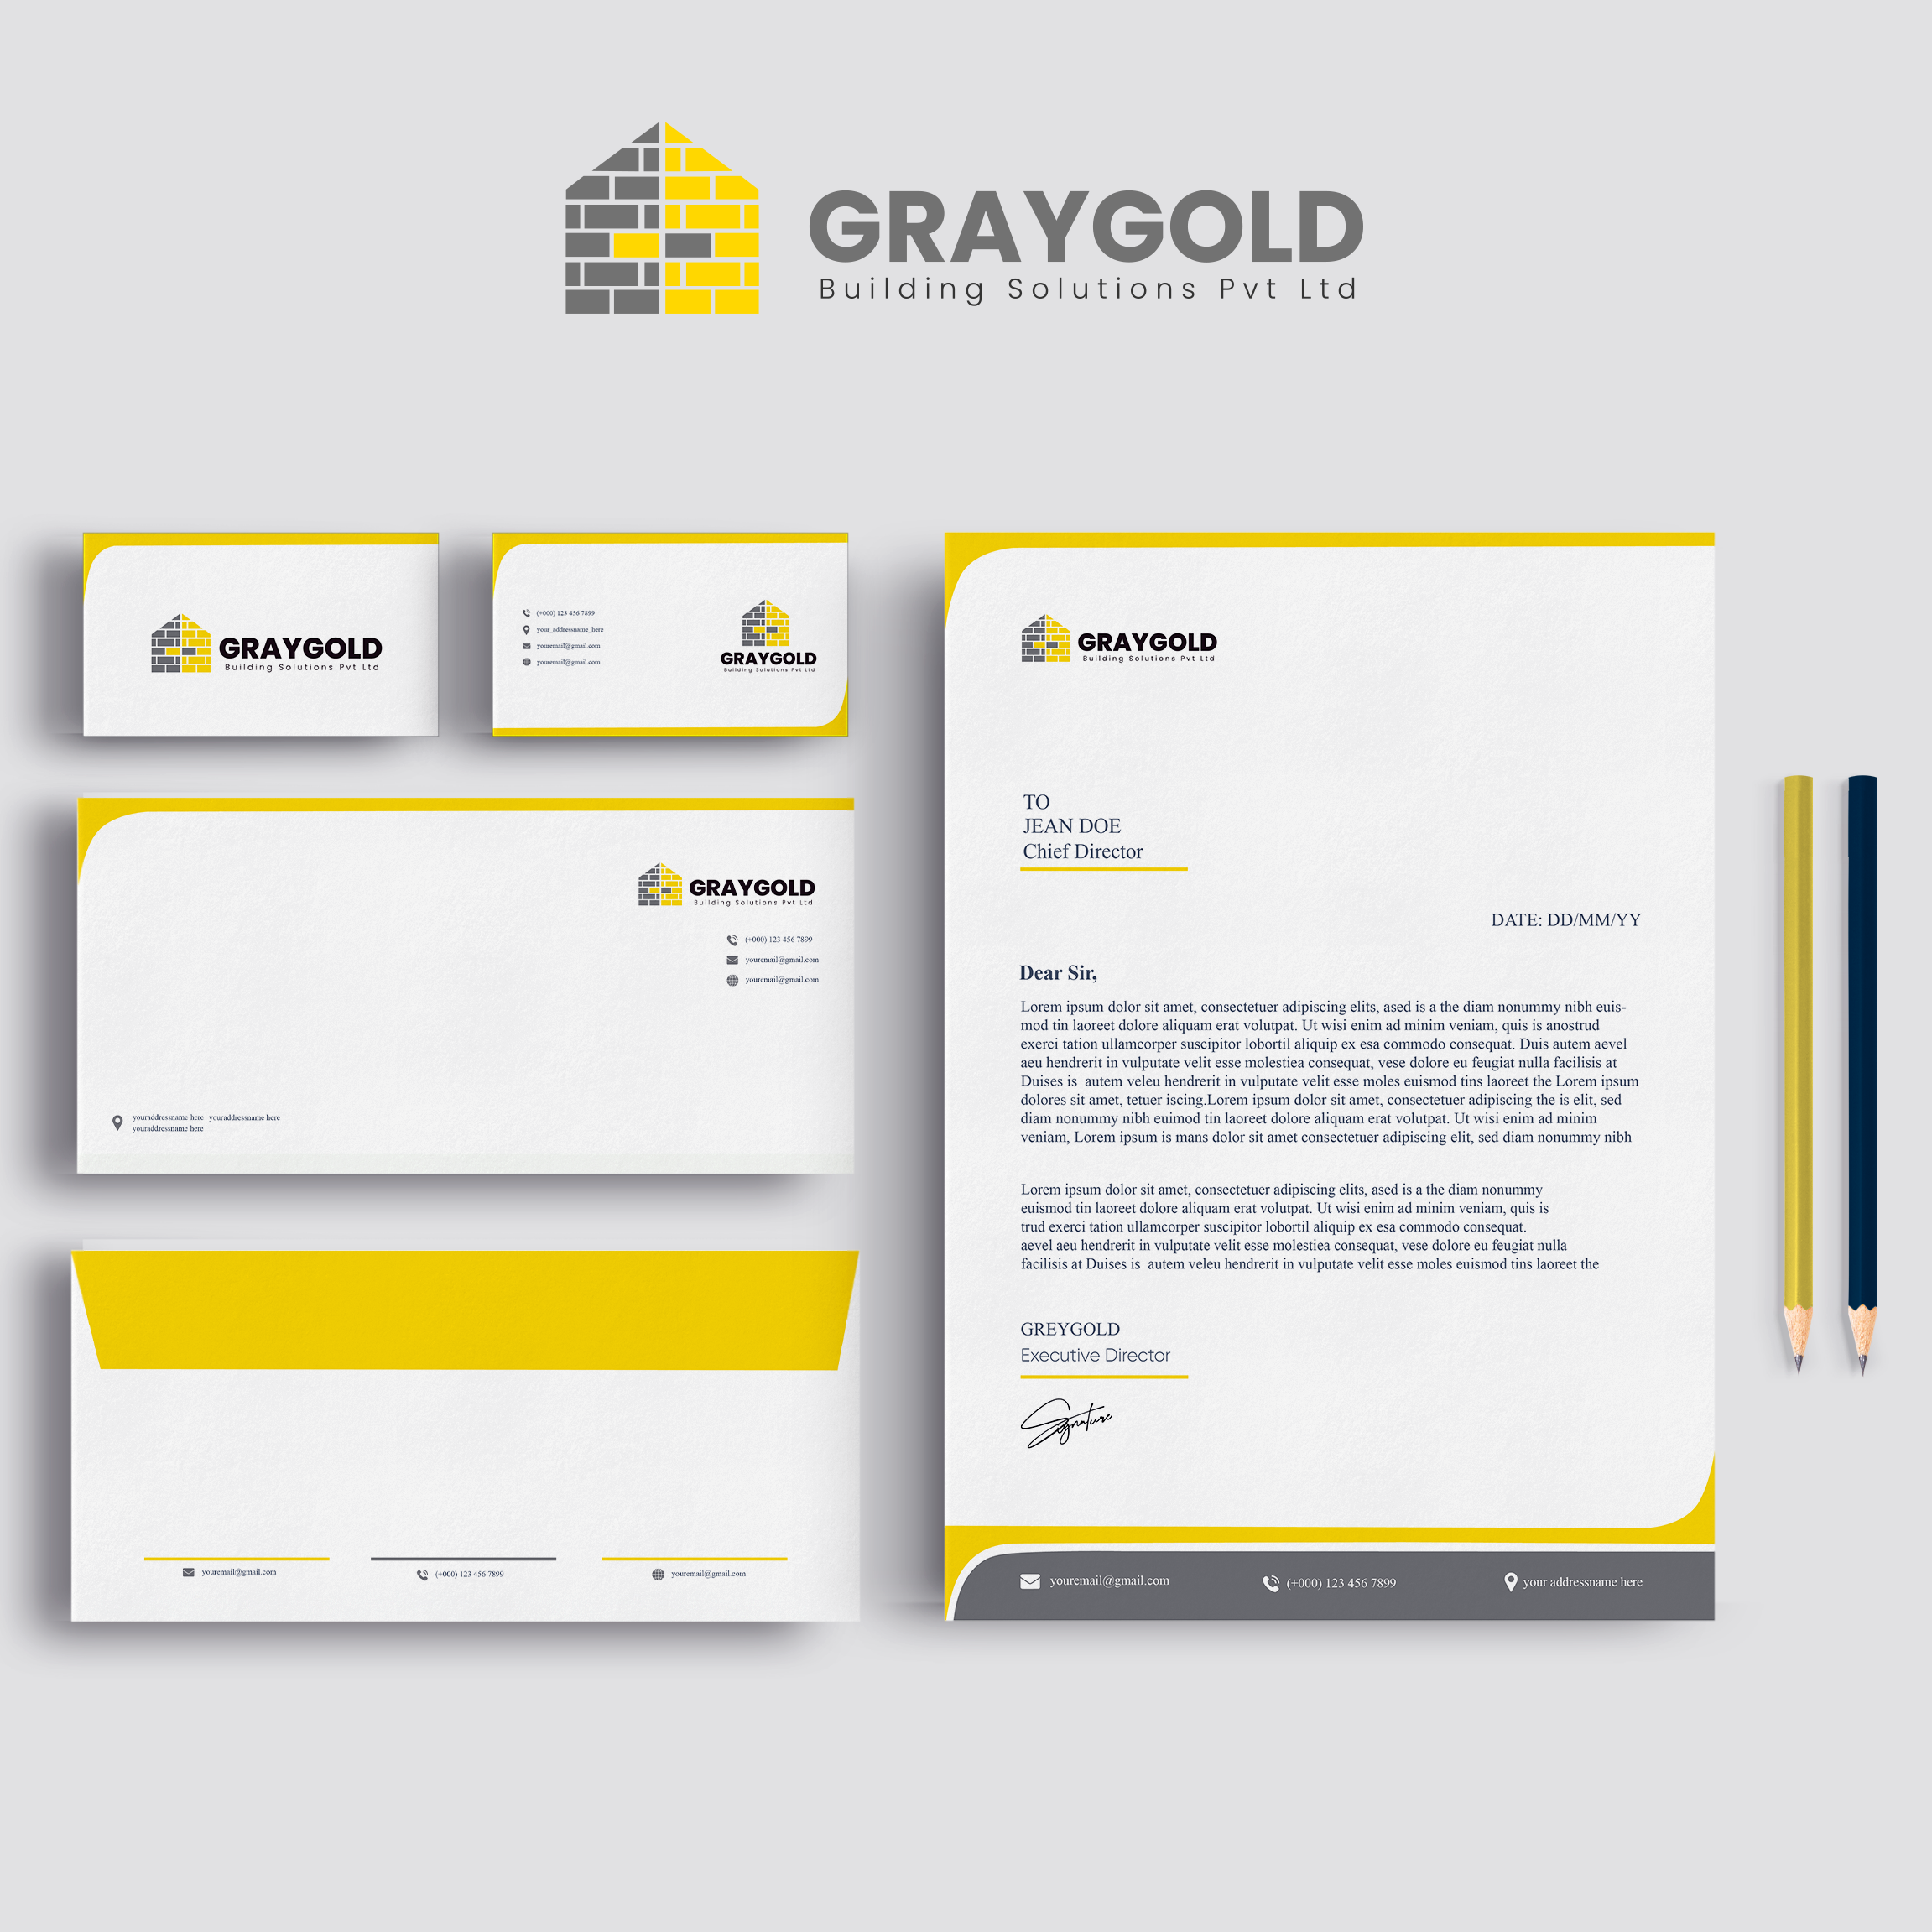 GRAYGOLD
Building Solutions Pvt Ltd
GRAYGOLD
Building Solutions Pvt Ltd
(+000) 123 456 7899
your_addressname_here
youremail@gmail.com
youremail@gmail.com
GRAYGOLD
Building Solutions Pvt Ltd
GRAYGOLD
Building Solutions Pvt Ltd
(+000) 123 456 7899
youremail@gmail.com
youremail@gmail.com
youraddressname here youraddressname here
youraddressname here
youremail@gmail.com
(+000) 123 456 7899
youremail@gmail.com
GRAYGOLD
Building Solutions Pvt Ltd
TO
JEAN DOE
Chief Director
DATE: DD/MM/YY
Dear Sir,
Lorem ipsum dolor sit amet, consectetuer adipiscing elits, ased is a the diam nonummy nibh euis-
mod tin laoreet dolore aliquam erat volutpat. Ut wisi enim ad minim veniam, quis is anostrud
exerci tation ullamcorper suscipitor lobortil aliquip ex esa commodo consequat. Duis autem aevel
aeu hendrerit in vulputate velit esse molestiea consequat, vese dolore eu feugiat nulla facilisis at
Duises is autem veleu hendrerit in vulputate velit esse moles euismod tins laoreet the Lorem ipsum
dolores sit amet, tetuer iscing.Lorem ipsum dolor sit amet, consectetuer adipiscing the is elit, sed
diam nonummy nibh euimod tin laoreet dolore aliquam erat volutpat. Ut wisi enim ad minim
veniam, Lorem ipsum is mans dolor sit amet consectetuer adipiscing elit, sed diam nonummy nibh
Lorem ipsum dolor sit amet, consectetuer adipiscing elits, ased is a the diam nonummy
euismod tin laoreet dolore aliquam erat volutpat. Ut wisi enim ad minim veniam, quis is
trud exerci tation ullamcorper suscipitor lobortil aliquip ex esa commodo consequat.
aevel aeu hendrerit in vulputate velit esse molestiea consequat, vese dolore eu feugiat nulla
facilisis at Duises is autem veleu hendrerit in vulputate velit esse moles euismod tins laoreet the
GREYGOLD
Executive Director
Signature
youremail@gmail.com
(+000) 123 456 7899
your addressname here